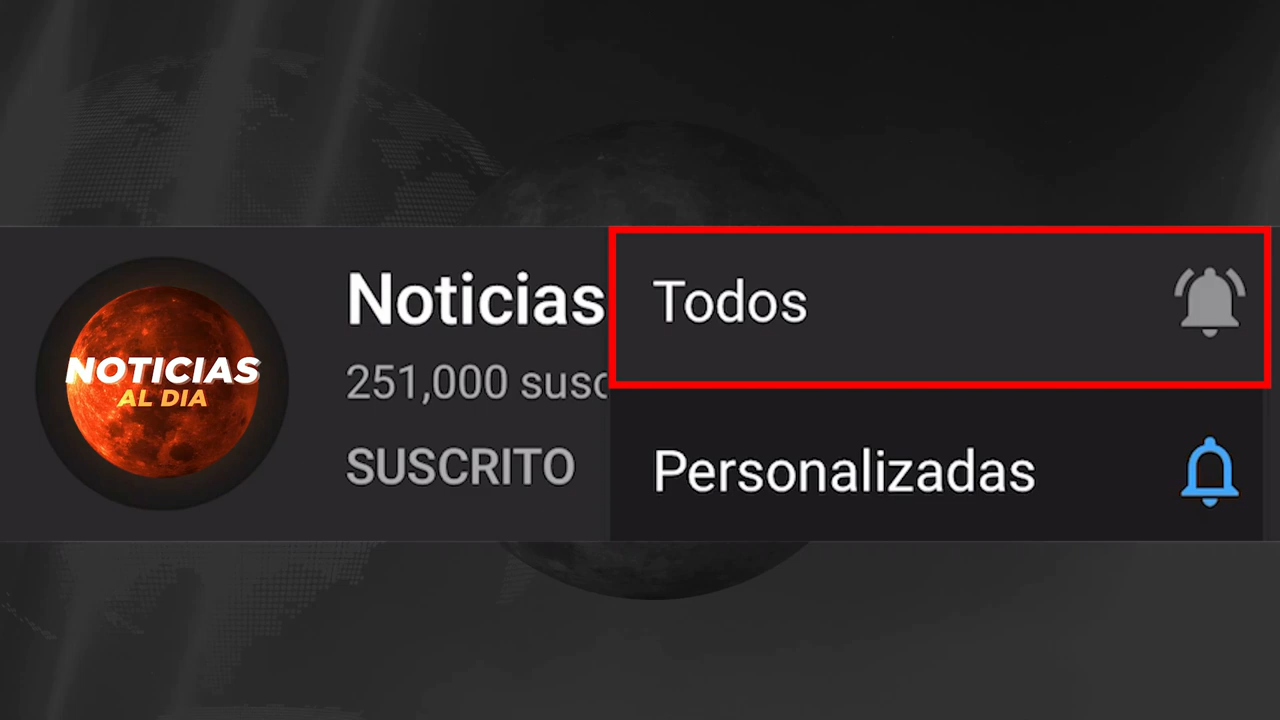 NOTICIAS
AL DIA
Noticias
251,000 susc
SUSCRITO
Todos
Personalizadas